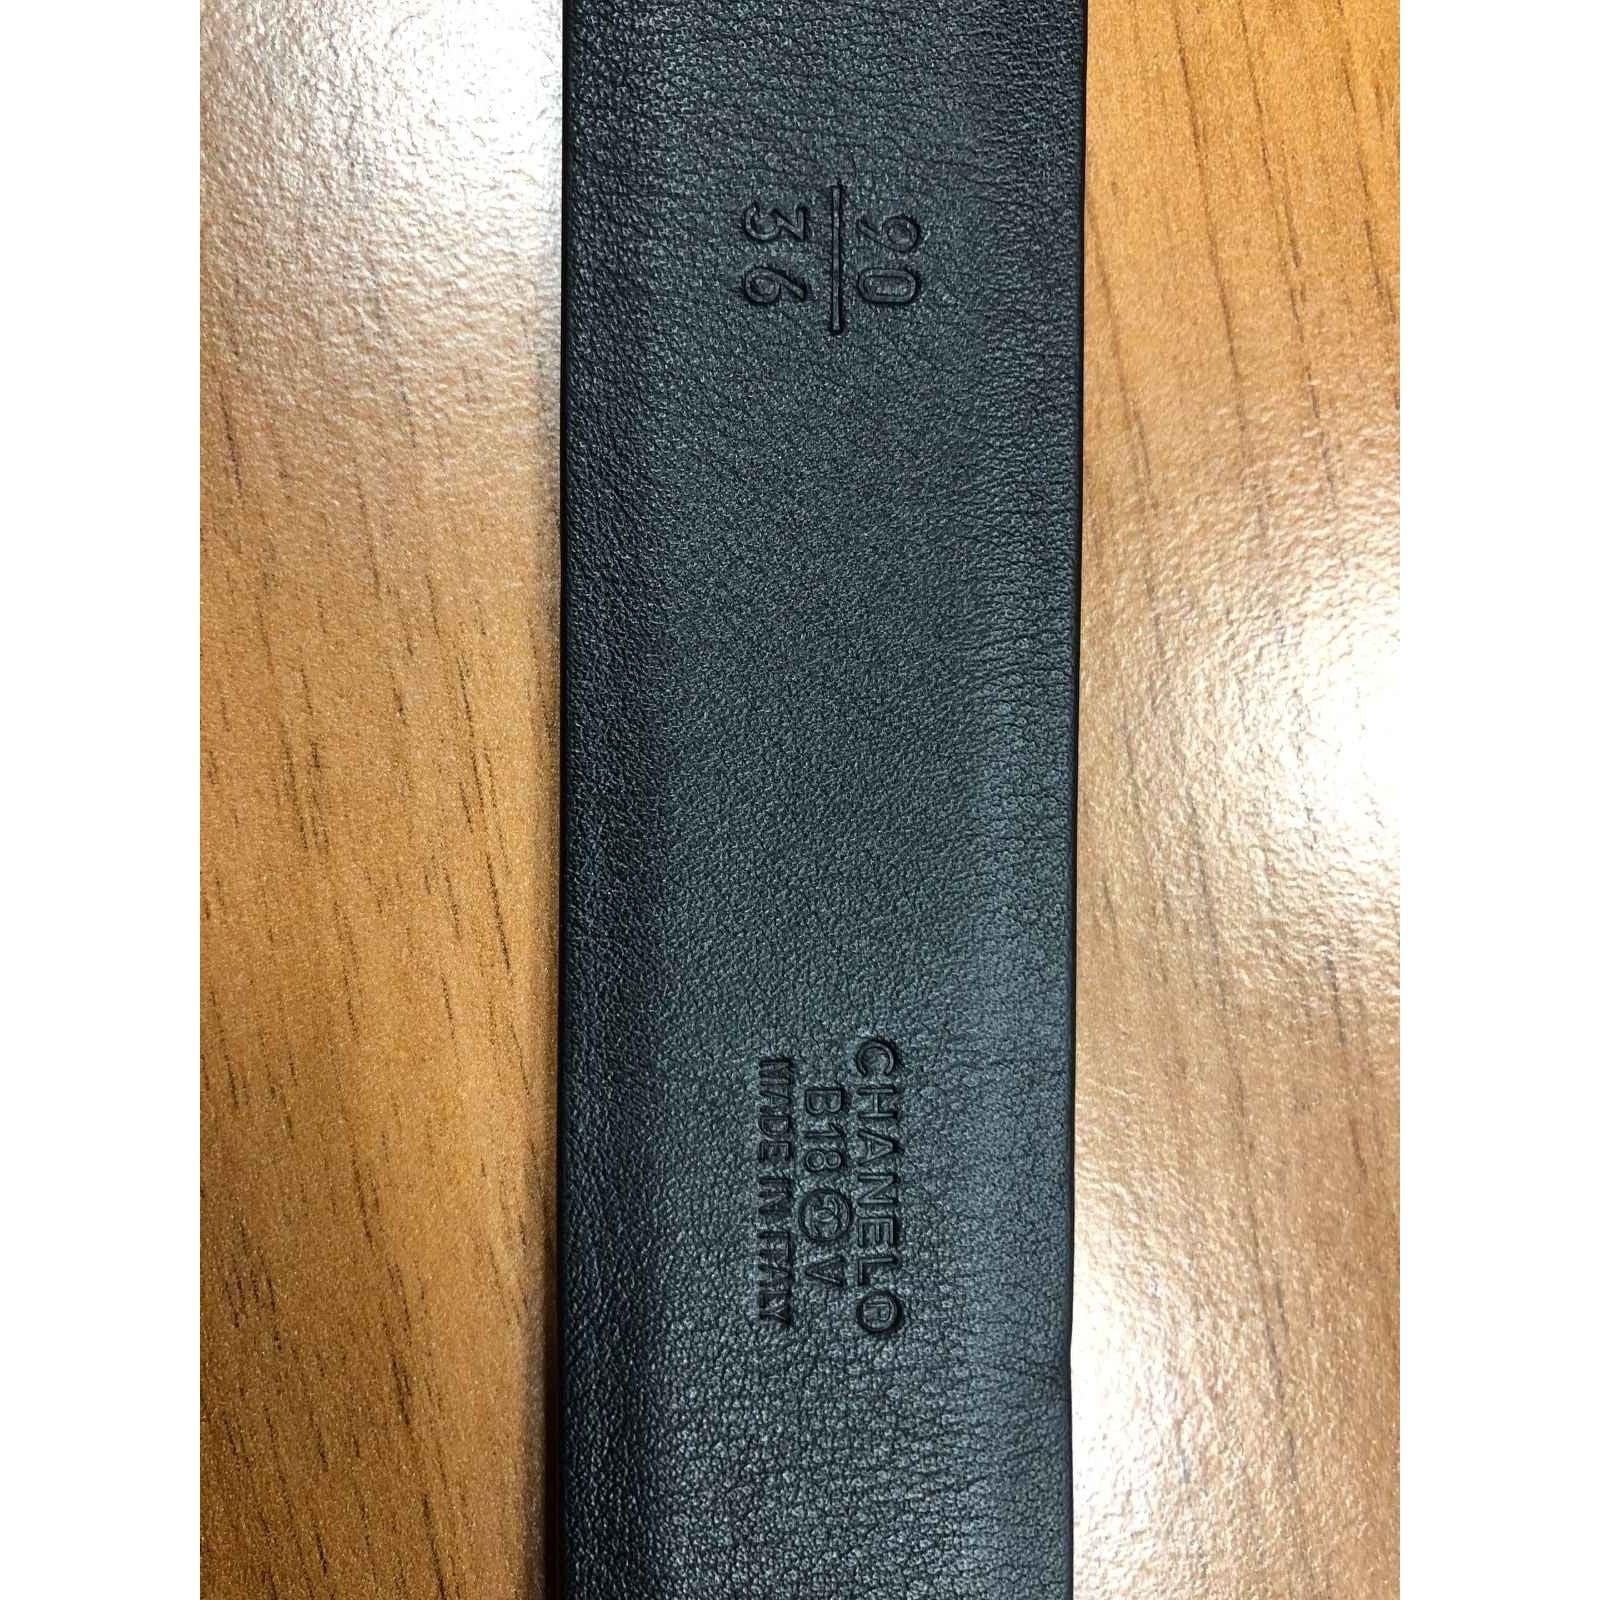 90
36
CHANEL®
B18 V
MADE IN ITALY